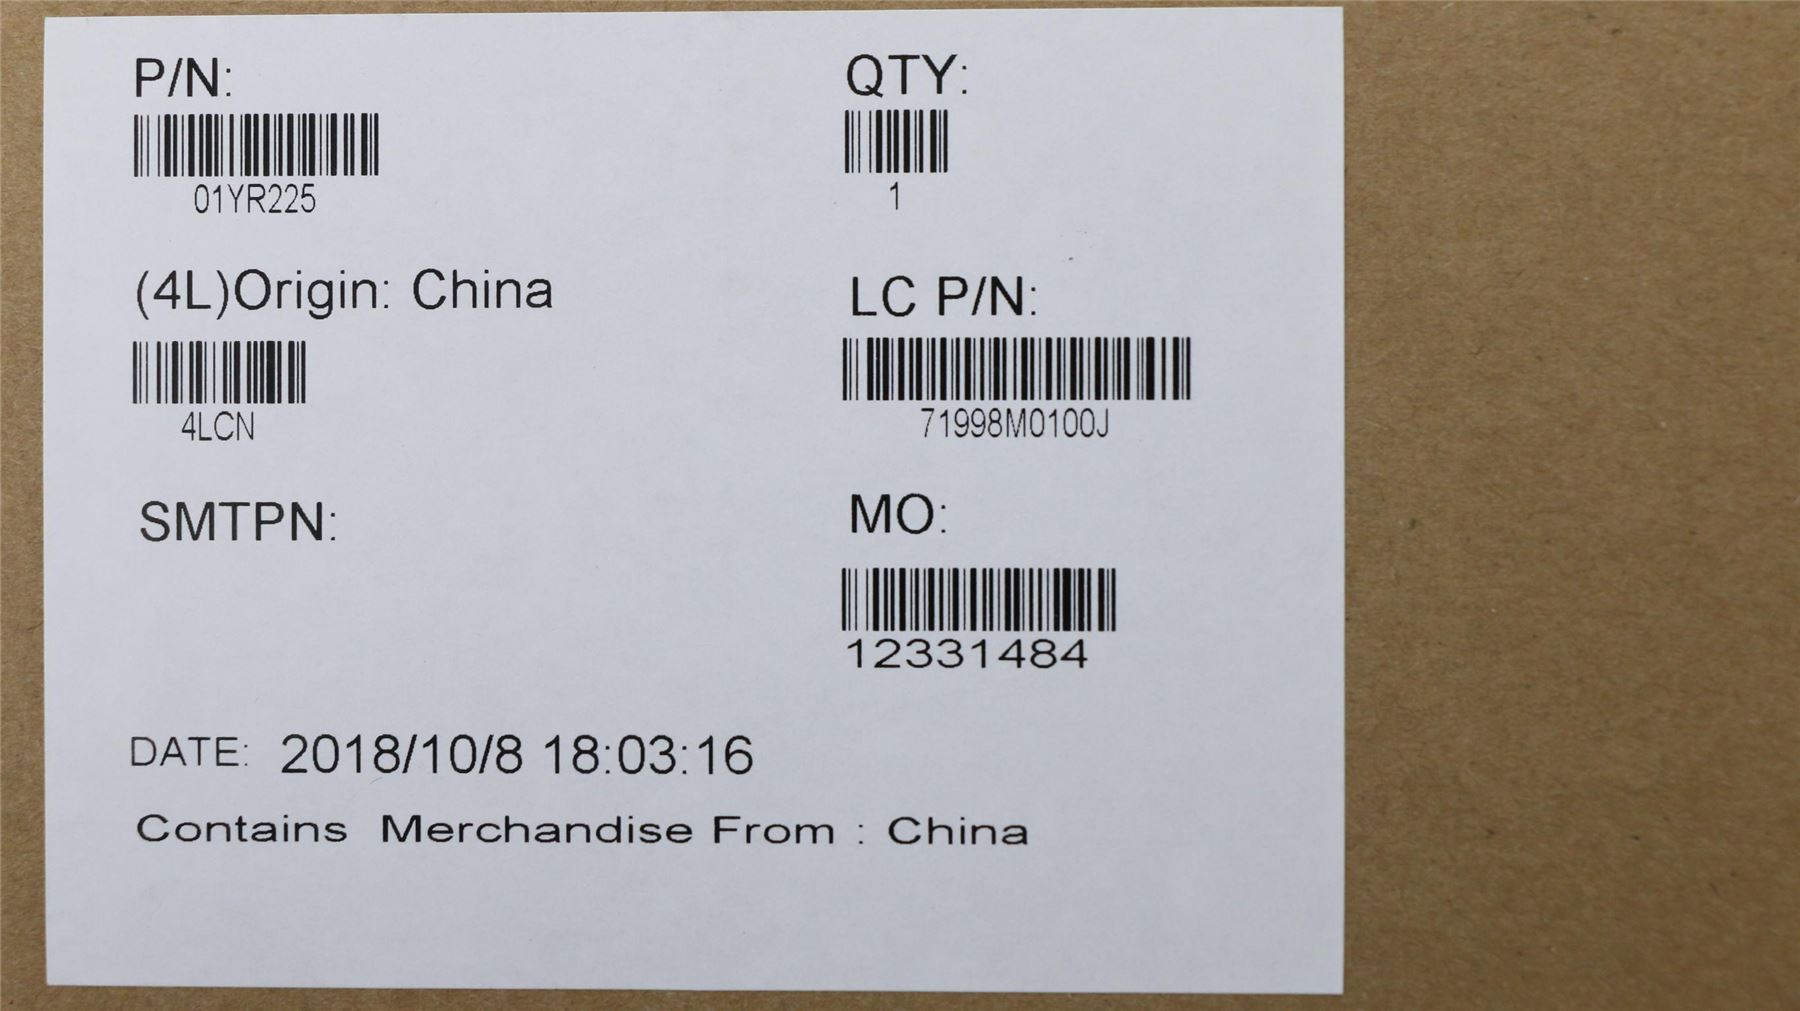 P/N:
01YR225
QTY:
1
(4L)Origin: China
4LCN
LC P/N:
71998M0100J
SMTPN:
MO:
12331484
DATE: 2018/10/8 18:03:16
Contains Merchandise From : China